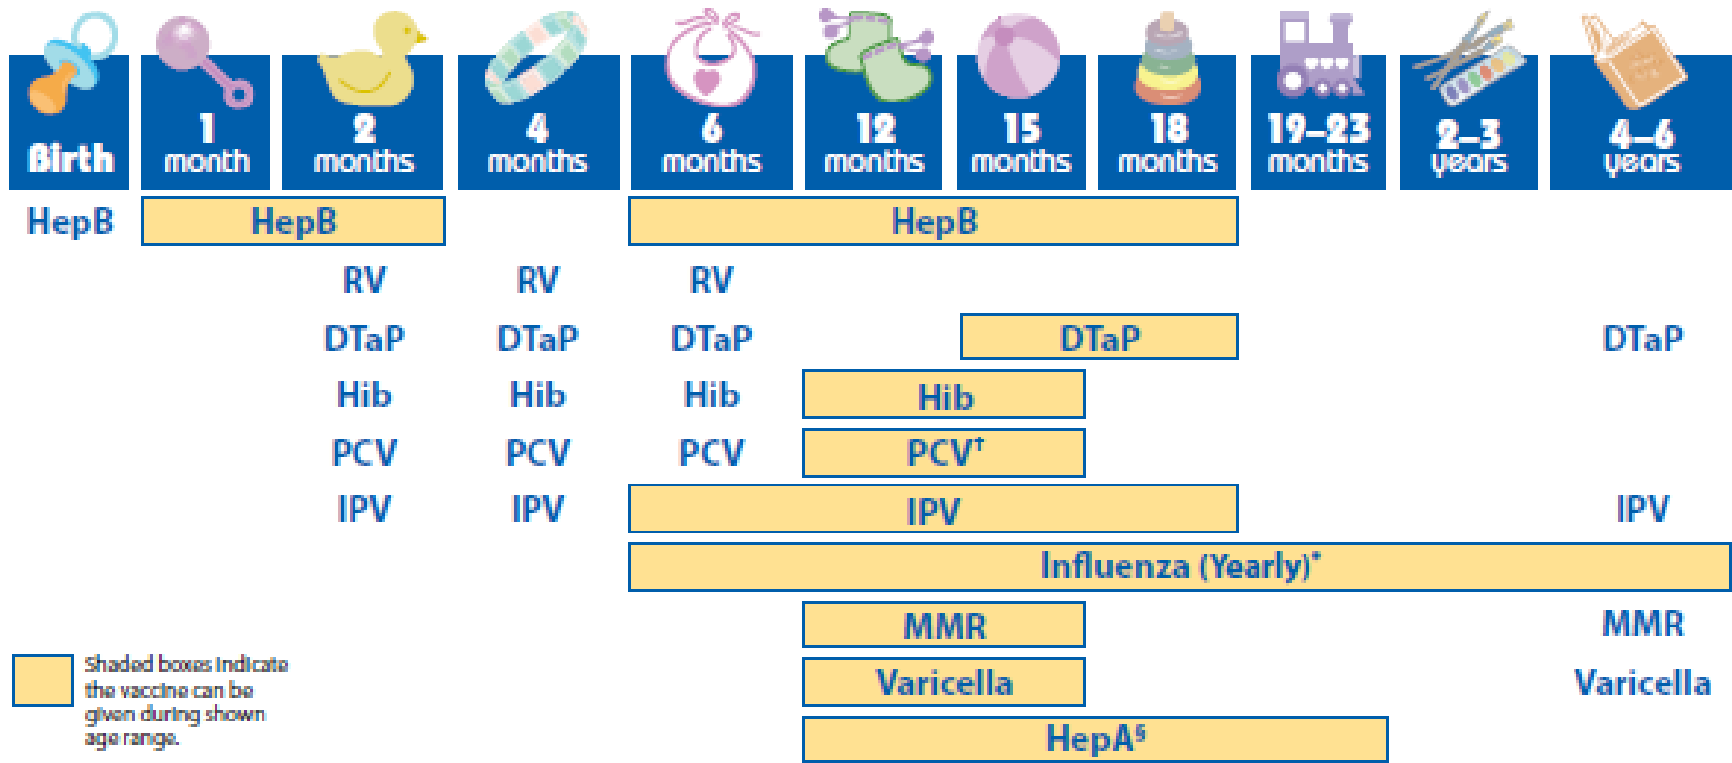 Birth
1 month
2 months
4 months
6 months
12 months
15 months
18 months
19–23 months
2–3 years
4–6 years
HepB HepB HepB
RV RV RV
DTaP DTaP DTaP DTaP DTaP
Hib Hib Hib Hib
PCV PCV PCV PCV†
IPV IPV IPV IPV
Influenza (Yearly)*
MMR MMR
Varicella Varicella
HepA§
Shaded boxes indicate
the vaccine can be
given during shown
age range.